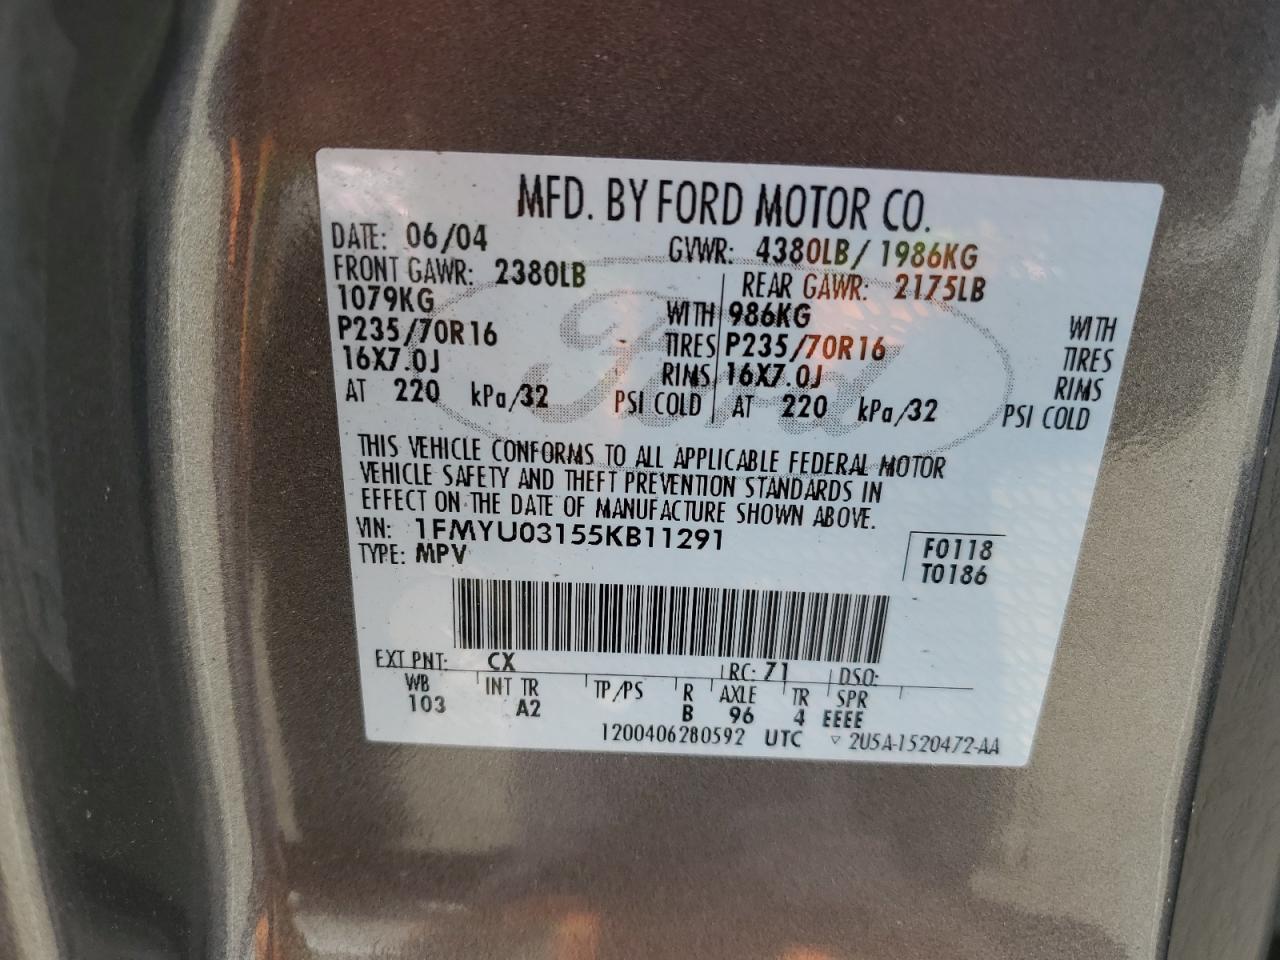 MFD. BY FORD MOTOR CO.
DATE: 06/04 GVWR: 4380LB/ 1986KG
FRONT GAWR: 2380LB REAR GAWR: 2175LB
1079KG WITH 986KG WITH
P235/70R16 TIRES P235/70R16 TIRES
16X7.0J RIMS 16X7.0J RIMS
AT 220 kPa/32 PSI COLD AT 220 kPa/32 PSI COLD
Ford
THIS VEHICLE CONFORMS TO ALL APPLICABLE FEDERAL MOTOR
VEHICLE SAFETY AND THEFT PREVENTION STANDARDS IN
EFFECT ON THE DATE OF MANUFACTURE SHOWN ABOVE.
VIN: 1FMYU03155KB11291 F0118
TYPE: MPV T0186
EXT PNT: CX RC: 71 DSO:
WB INT TR TP/PS R AXLE TR SPR
103 A2 B 96 4 EEEE
1200406280592 UTC ▽ 2U5A-1520472-AA